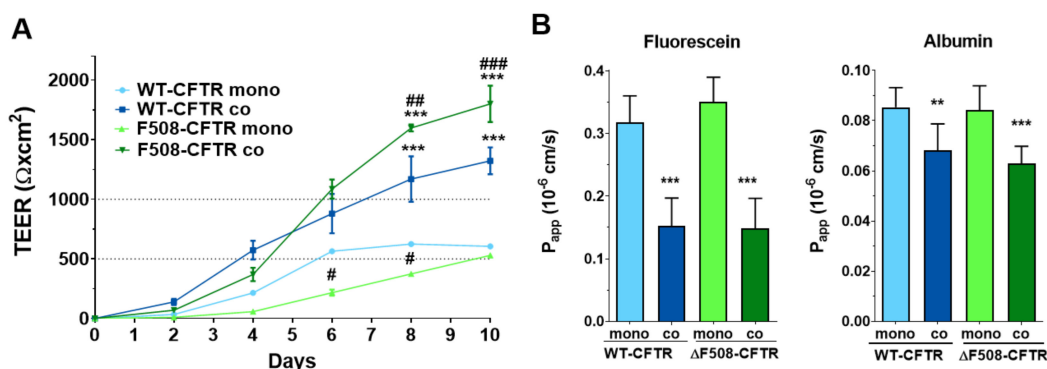 A
TEER (Ωxcm2)
2000
1500
1000
500
0
WT-CFTR mono
WT-CFTR co
F508-CFTR mono
F508-CFTR co
#
#
##
***
***
###
***
***
0 1 2 3 4 5 6 7 8 9 10
Days
B
Fluorescein
Papp (10-6 cm/s)
0.4
0.3
0.2
0.1
0.0
***
***
mono co mono co
WT-CFTR ΔF508-CFTR
Albumin
Papp (10-6 cm/s)
0.10
0.08
0.06
0.04
0.02
0.00
**
***
mono co mono co
WT-CFTR ΔF508-CFTR